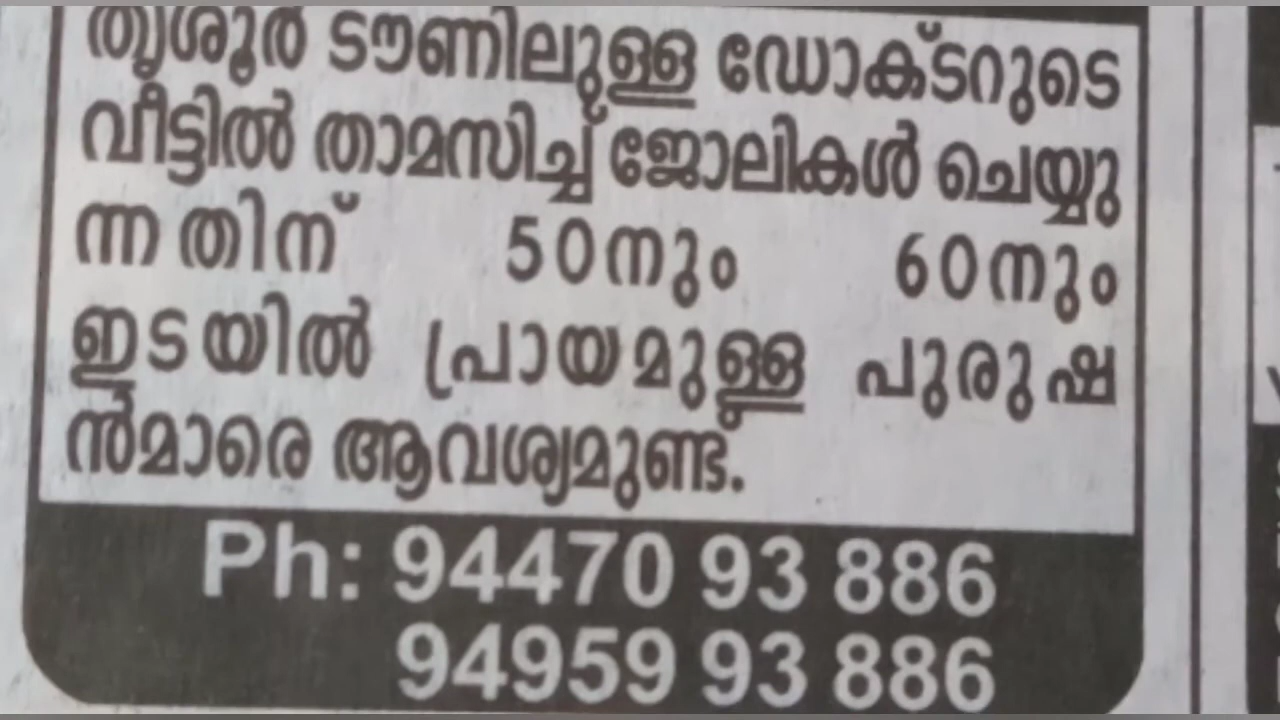 തൃശൂർ ടൗണിലുള്ള ഡോക്ടറുടെ
വീട്ടിൽ താമസിച്ച് ജോലികൾ ചെയ്യു
ന്നതിന് 50നും 60നും
ഇടയിൽ പ്രായമുള്ള പുരുഷ
ൻമാരെ ആവശ്യമുണ്ട്.
Ph: 94470 93 886
94959 93 886